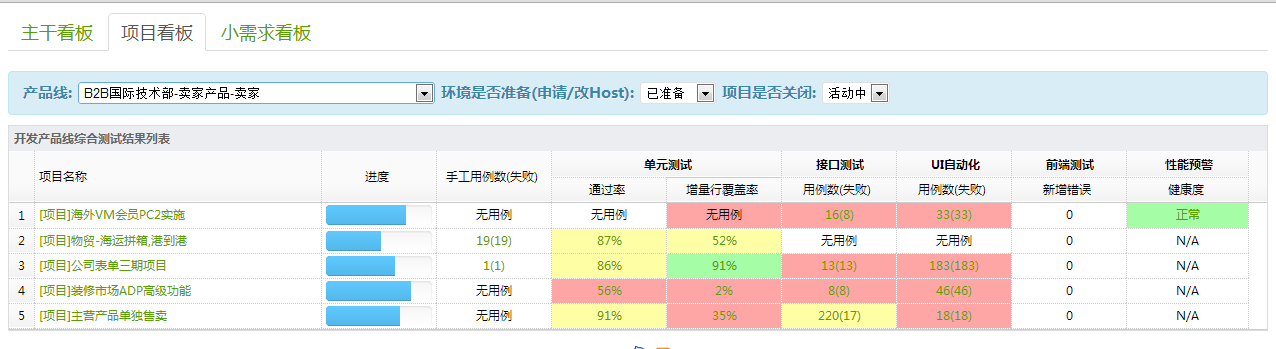 主干看板 项目看板 小需求看板
产品线: B2B国际技术部-卖家产品-卖家 环境是否准备(申请/改Host): 已准备 项目是否关闭: 活动中
开发产品线综合测试结果列表
项目名称 进度 手工用例数(失败) 单元测试 接口测试 UI自动化 前端测试 性能预警
通过率 增量行覆盖率 用例数(失败) 用例数(失败) 新增错误 健康度
1 [项目]海外VM会员PC2实施 无用例 无用例 无用例 16(8) 33(33) 0 正常
2 [项目]物贸-海运拼箱,港到港 19(19) 87% 52% 无用例 无用例 0 N/A
3 [项目]公司表单三期项目 1(1) 86% 91% 13(13) 183(183) 0 N/A
4 [项目]装修市场ADP高级功能 无用例 56% 2% 8(8) 46(46) 0 N/A
5 [项目]主营产品单独售卖 无用例 91% 35% 220(17) 18(18) 0 N/A